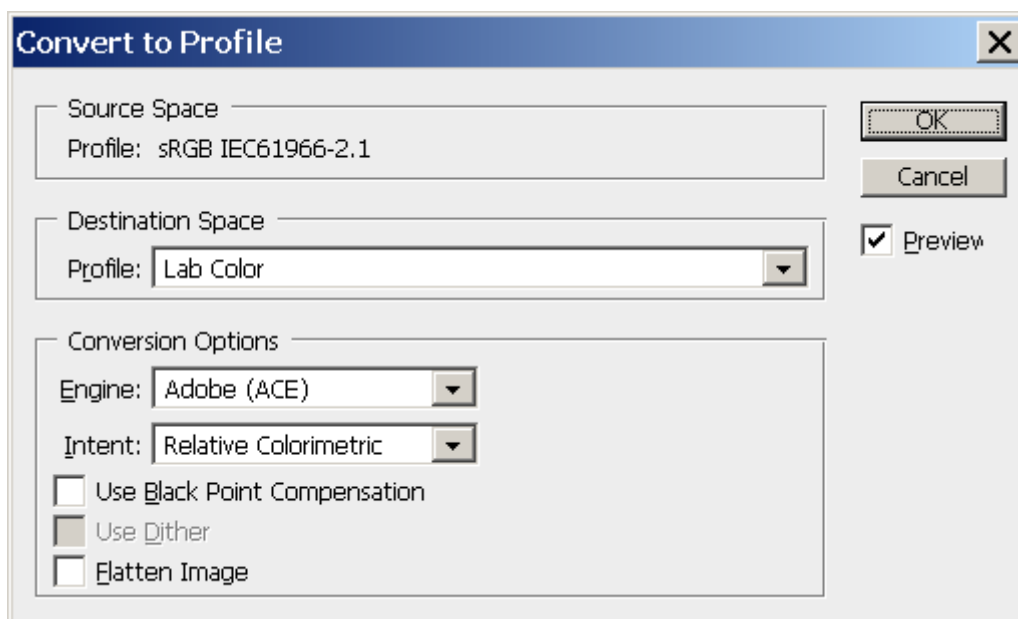 Convert to Profile
Source Space
Profile: sRGB IEC61966-2.1
OK
Cancel
Preview
Destination Space
Profile: Lab Color
Conversion Options
Engine: Adobe (ACE)
Intent: Relative Colorimetric
Use Black Point Compensation
Use Dither
Flatten Image